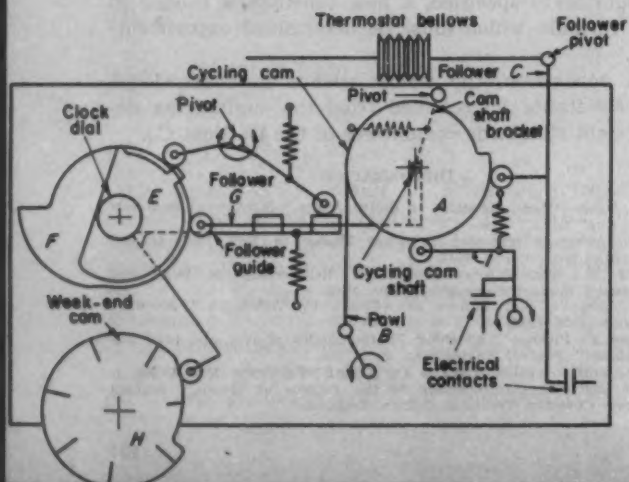 Thermostat bellows
Follower
pivot
Cycling cam
Follower C
Pivot
Cam
shaft
bracket
Clock
dial
Pivot
E
F
Follower
G
A
Follower
guide
Cycling cam
shaft
Week-end
cam
Pawl
B
Electrical
contacts
H